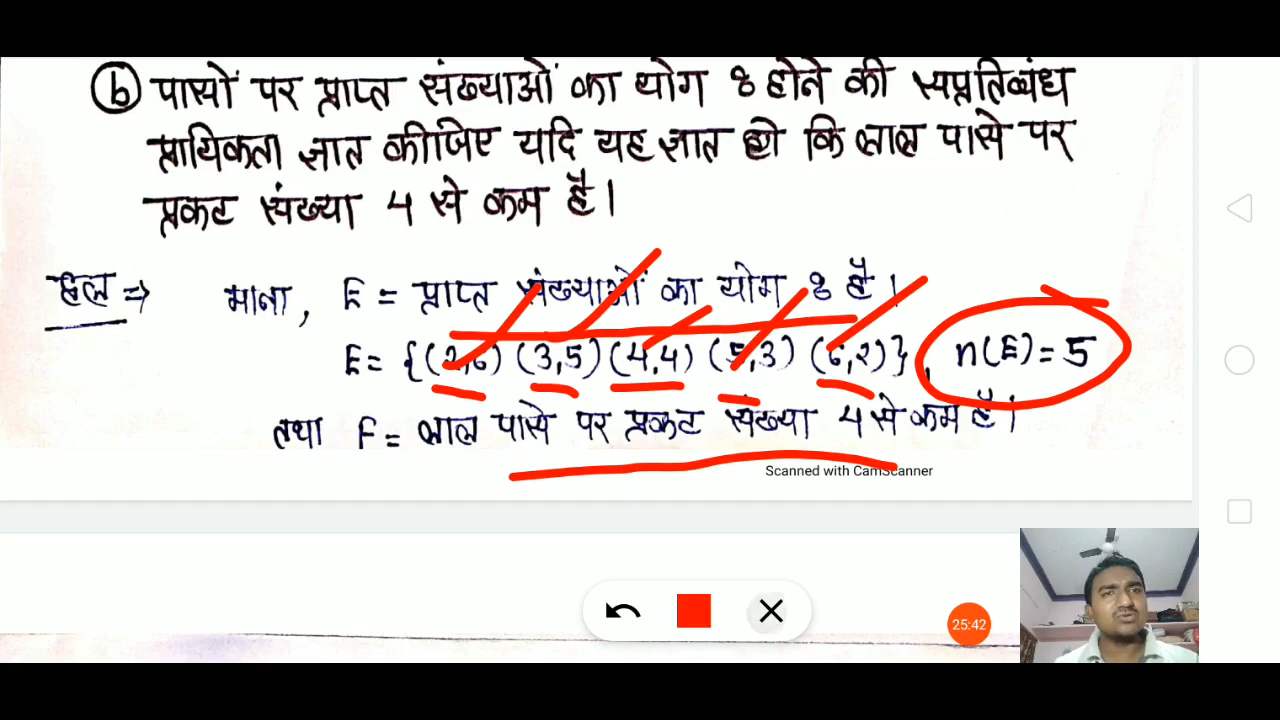 (b) पासों पर प्राप्त संख्याओं का योग 8 होने की सप्रतिबंध
प्रायिकता ज्ञात कीजिए यदि यह ज्ञात हो कि लाल पासे पर
प्रकट संख्या 4 से कम है।
हल ⇒ माना, E = प्राप्त संख्याओं का योग 8 है।
E = {(2,6) (3,5) (4,4) (5,3) (6,2)}, n(E) = 5
तथा F = लाल पासे पर प्रकट संख्या 4 से कम है।
Scanned with CamScanner
25:42